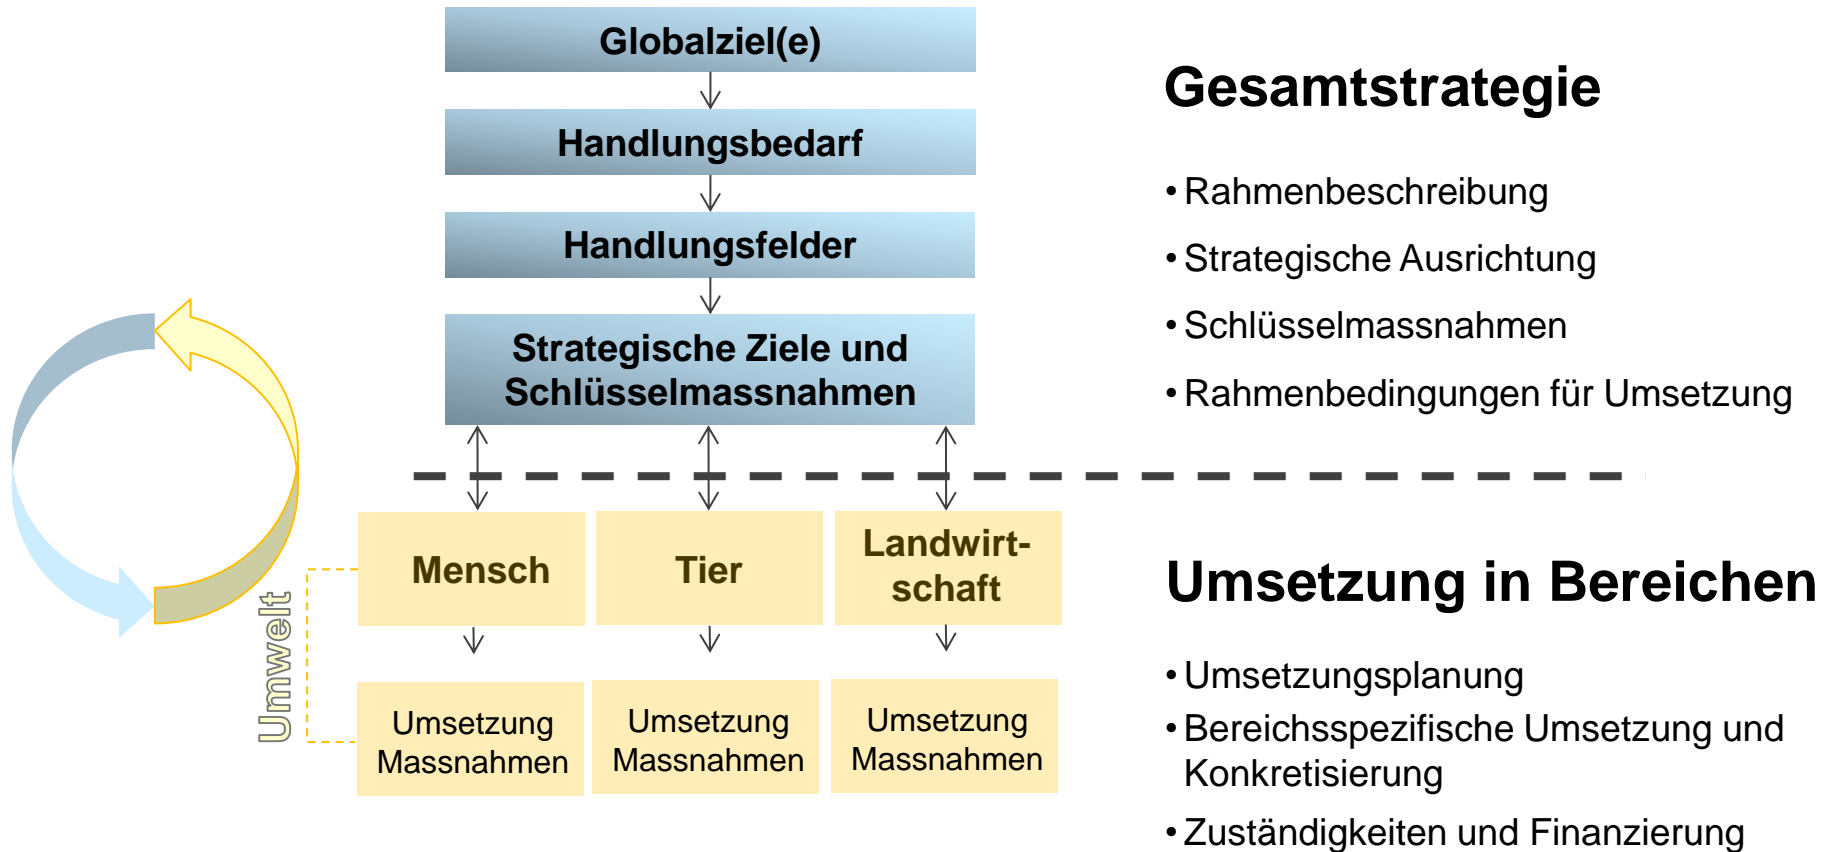 Globalziel(e)
Handlungsbedarf
Handlungsfelder
Strategische Ziele und
Schlüsselmassnahmen
Gesamtstrategie
• Rahmenbeschreibung
• Strategische Ausrichtung
• Schlüsselmassnahmen
• Rahmenbedingungen für Umsetzung
Umwelt
Mensch
Tier
Landwirt-
schaft
Umsetzung
Massnahmen
Umsetzung
Massnahmen
Umsetzung
Massnahmen
Umsetzung in Bereichen
• Umsetzungsplanung
• Bereichsspezifische Umsetzung und
Konkretisierung
• Zuständigkeiten und Finanzierung